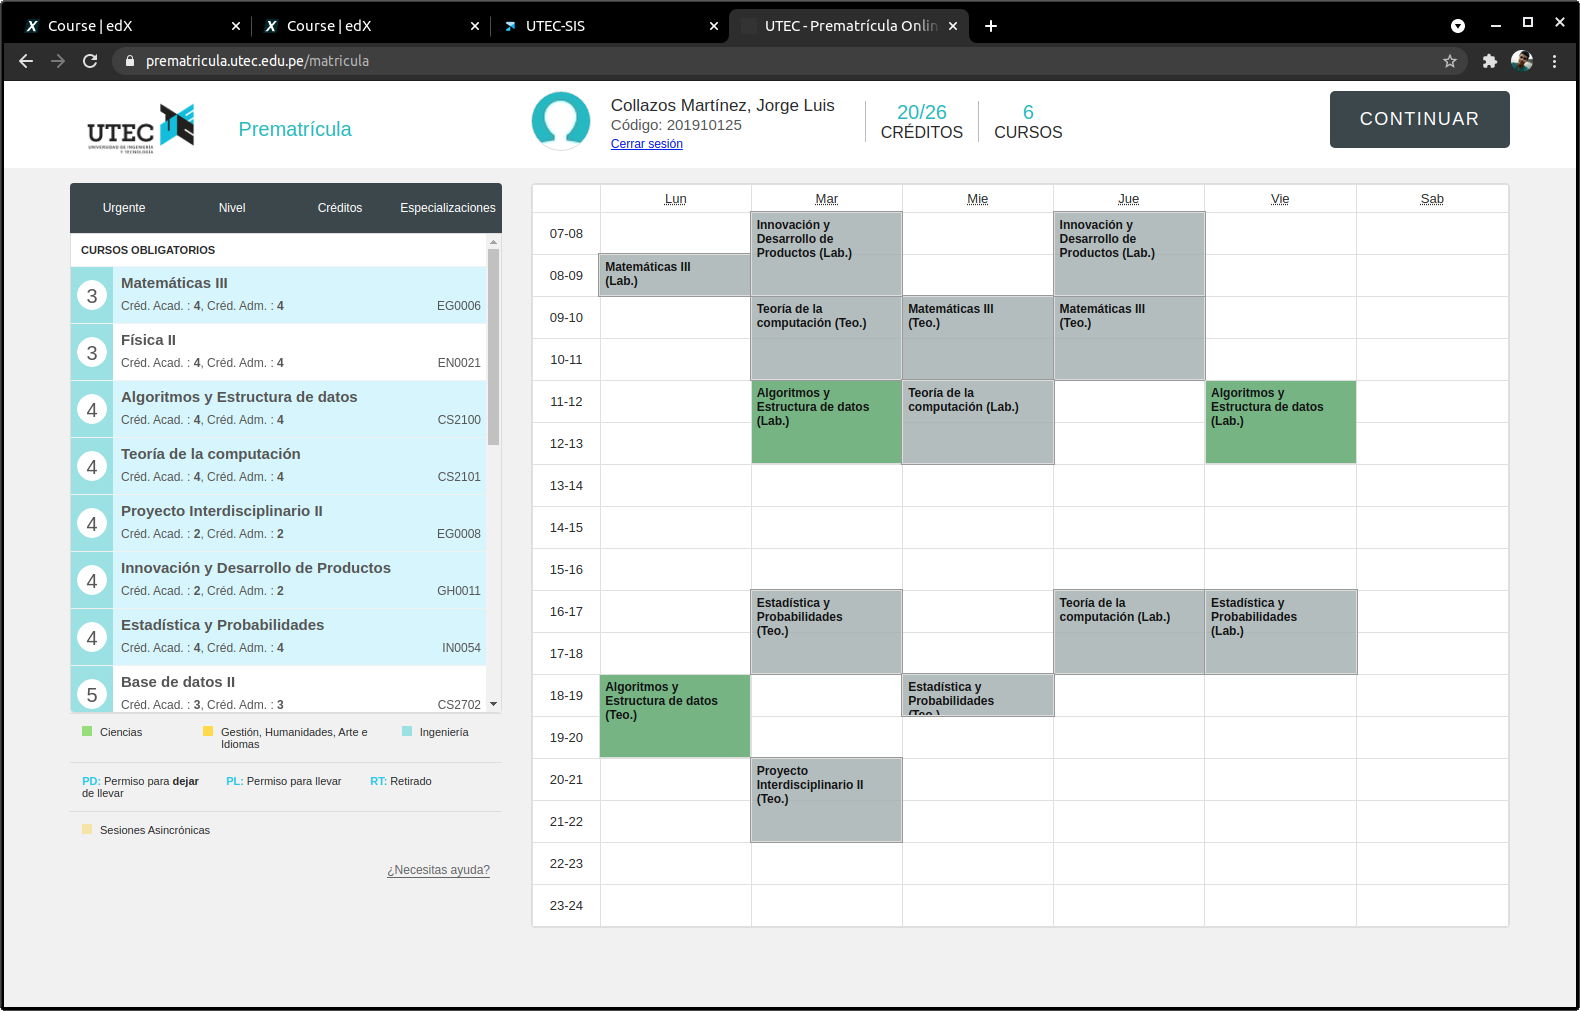 Course | edX
Course | edX
UTEC-SIS
UTEC - Prematrícula Onlin
prematricula.utec.edu.pe/matricula
UTEC
UNIVERSIDAD DE INGENIERÍA
Y TECNOLOGÍA
Prematrícula
Collazos Martínez, Jorge Luis
Código: 201910125
Cerrar sesión
20/26
CRÉDITOS
6
CURSOS
CONTINUAR
Urgente Nivel Créditos Especializaciones
CURSOS OBLIGATORIOS
3
Matemáticas III
Créd. Acad. : 4, Créd. Adm. : 4 EG0006
3
Física II
Créd. Acad. : 4, Créd. Adm. : 4 EN0021
4
Algoritmos y Estructura de datos
Créd. Acad. : 4, Créd. Adm. : 4 CS2100
4
Teoría de la computación
Créd. Acad. : 4, Créd. Adm. : 4 CS2101
4
Proyecto Interdisciplinario II
Créd. Acad. : 2, Créd. Adm. : 2 EG0008
4
Innovación y Desarrollo de Productos
Créd. Acad. : 2, Créd. Adm. : 2 GH0011
4
Estadística y Probabilidades
Créd. Acad. : 4, Créd. Adm. : 4 IN0054
5
Base de datos II
Créd. Acad. : 3, Créd. Adm. : 3 CS2702
Ciencias
Gestión, Humanidades, Arte e
Idiomas
Ingeniería
PD: Permiso para dejar
de llevar
PL: Permiso para llevar
RT: Retirado
Sesiones Asincrónicas
¿Necesitas ayuda?
Lun Mar Mie Jue Vie Sab
07-08
Innovación y
Desarrollo de
Productos (Lab.)
Innovación y
Desarrollo de
Productos (Lab.)
08-09
Matemáticas III
(Lab.)
09-10
Teoría de la
computación (Teo.)
Matemáticas III
(Teo.)
Matemáticas III
(Teo.)
10-11
11-12
Algoritmos y
Estructura de datos
(Lab.)
Teoría de la
computación (Lab.)
Algoritmos y
Estructura de datos
(Lab.)
12-13
13-14
14-15
15-16
16-17
Estadística y
Probabilidades
(Teo.)
Teoría de la
computación (Lab.)
Estadística y
Probabilidades
(Lab.)
17-18
18-19
Algoritmos y
Estructura de datos
(Teo.)
Estadística y
Probabilidades
(Teo.)
19-20
20-21
Proyecto
Interdisciplinario II
(Teo.)
21-22
22-23
23-24